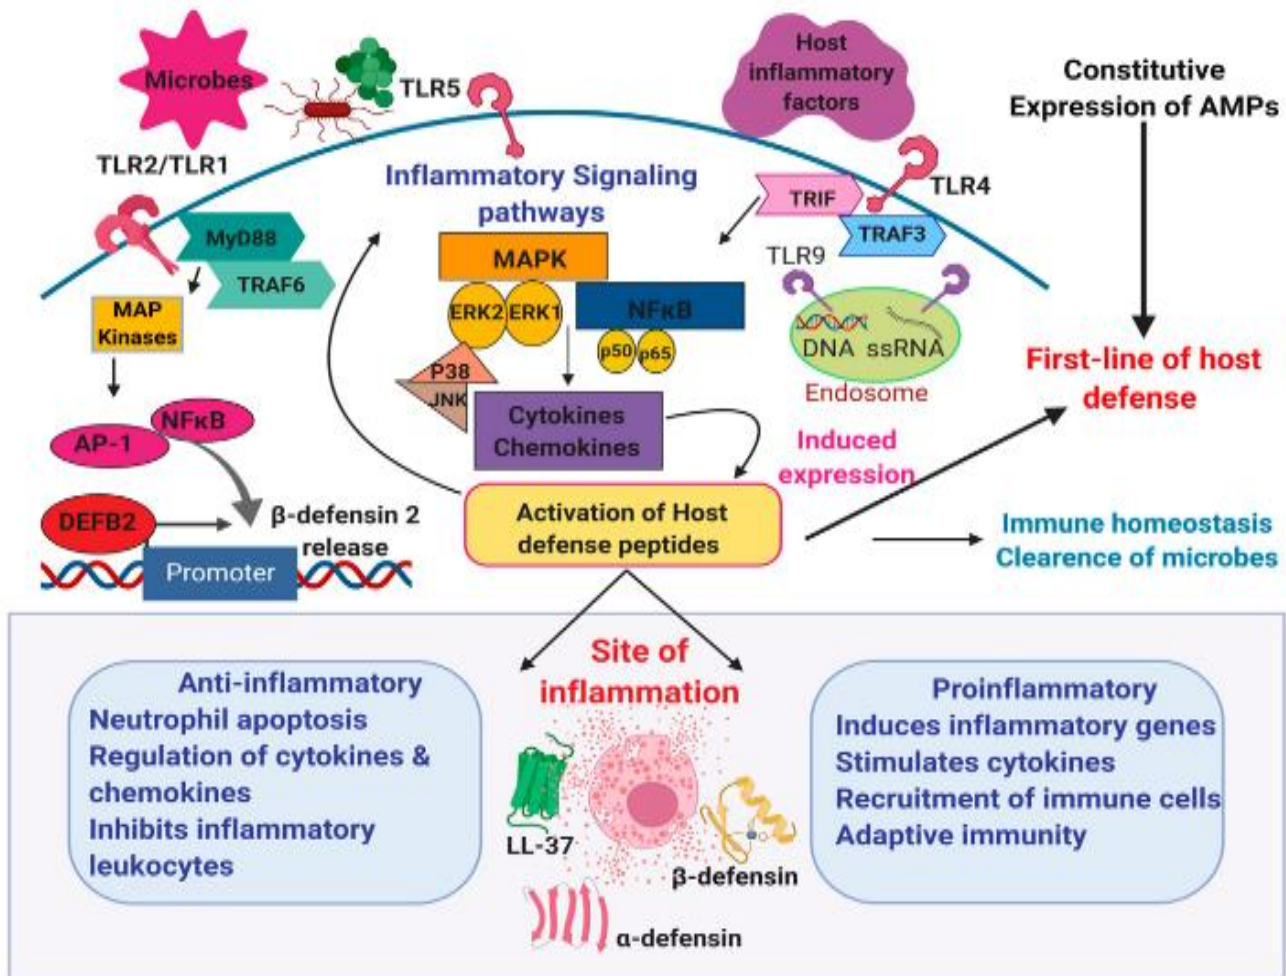 Microbes
TLR5
Host
inflammatory
factors
Constitutive
Expression of AMPs
TLR2/TLR1
Inflammatory Signaling
pathways
TRIF
TLR4
TRAF3
MyD88
TRAF6
MAPK
TLR9
MAP
Kinases
ERK2
ERK1
NFκB
p50
p65
DNA ssRNA
Endosome
First-line of host
defense
P38
JNK
Cytokines
Chemokines
NFκB
AP-1
Induced
expression
DEFB2
β-defensin 2
release
Promoter
Activation of Host
defense peptides
Immune homeostasis
Clearence of microbes
Anti-inflammatory
Neutrophil apoptosis
Regulation of cytokines &
chemokines
Inhibits inflammatory
leukocytes
Site of
inflammation
LL-37
β-defensin
α-defensin
Proinflammatory
Induces inflammatory genes
Stimulates cytokines
Recruitment of immune cells
Adaptive immunity